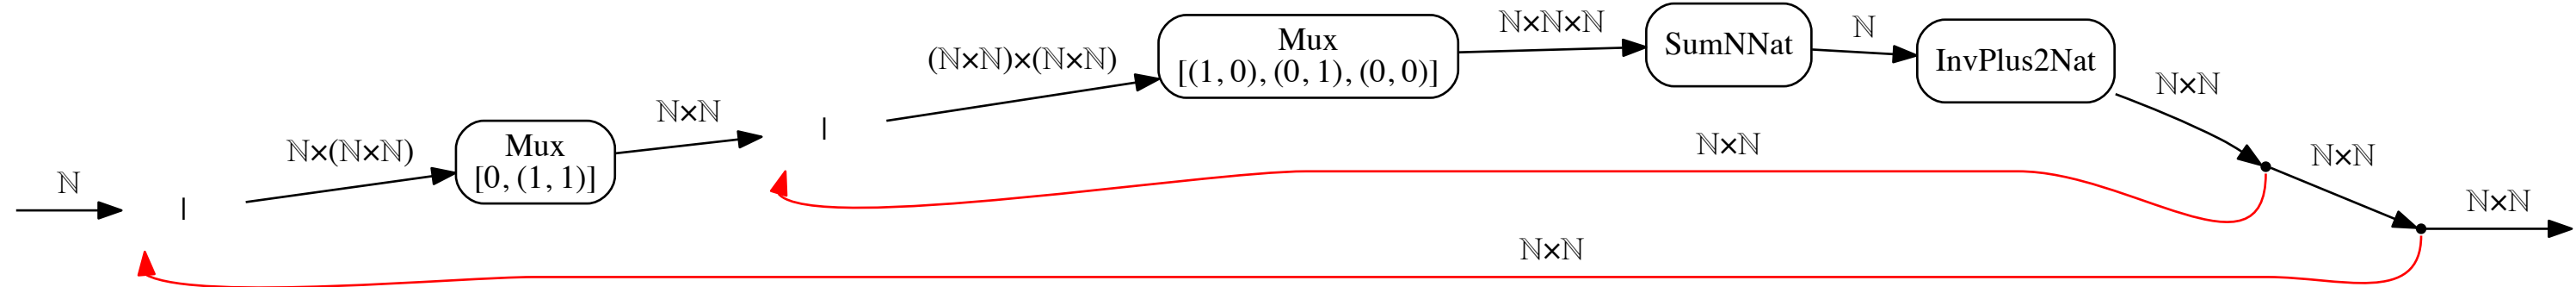 ℕ
|
ℕ×(ℕ×ℕ)
Mux
[0, (1, 1)]
ℕ×ℕ
|
(ℕ×ℕ)×(ℕ×ℕ)
Mux
[(1, 0), (0, 1), (0, 0)]
ℕ×ℕ×ℕ
SumNNat
ℕ
InvPlus2Nat
ℕ×ℕ
ℕ×ℕ
ℕ×ℕ
ℕ×ℕ
ℕ×ℕ